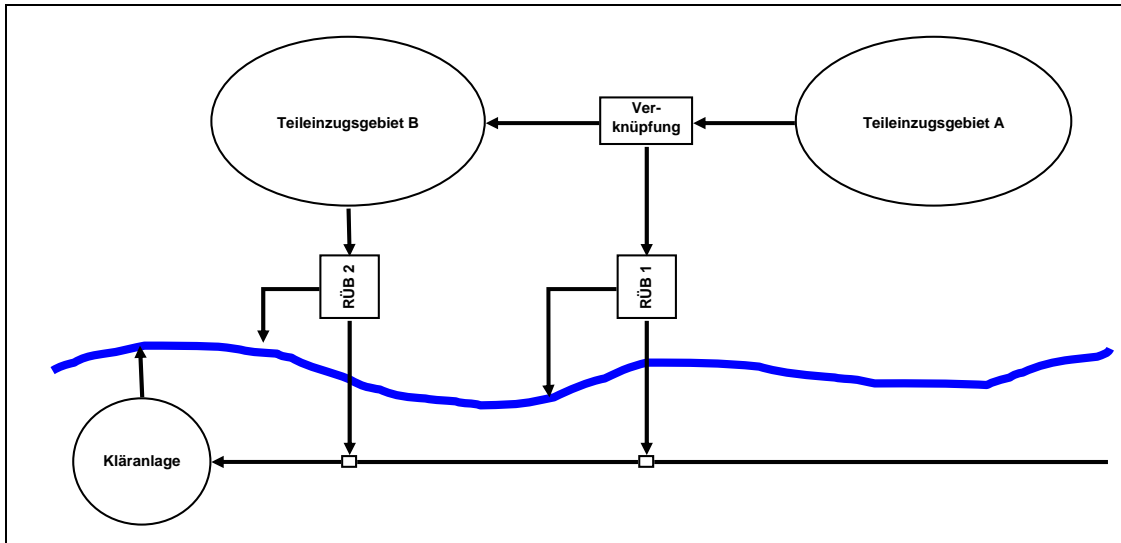 Teileinzugsgebiet B
Ver-
knüpfung
Teileinzugsgebiet A
RÜB 2
RÜB 1
Kläranlage